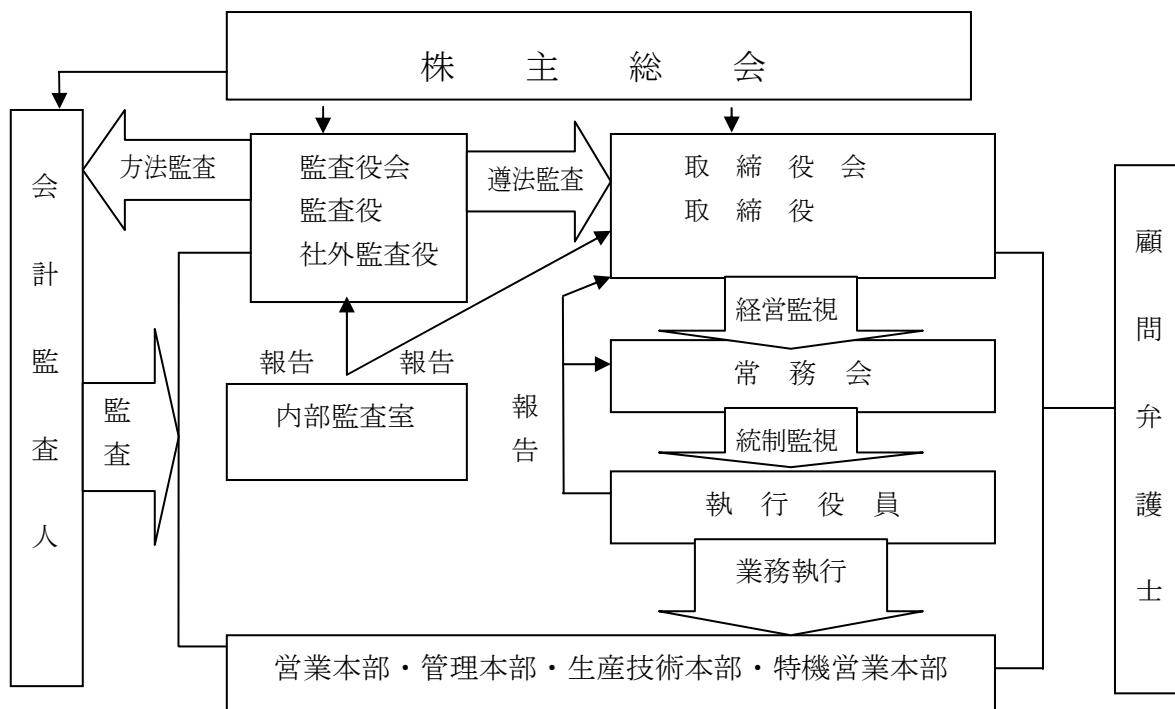 株主総会
会計監査人
方法監査
監査役会
監査役
社外監査役
遵法監査
取締役会
取締役
顧問弁護士
経営監視
報告
報告
常務会
監査
内部監査室
報告
統制監視
執行役員
業務執行
営業本部・管理本部・生産技術本部・特機営業本部